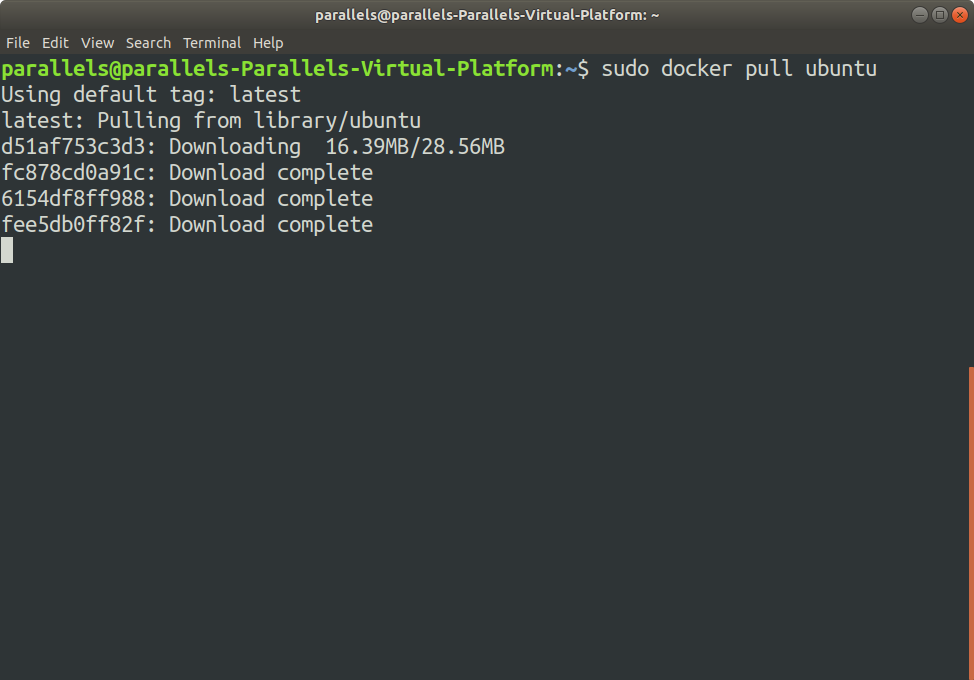 parallels@parallels-Parallels-Virtual-Platform: ~
File Edit View Search Terminal Help
parallels@parallels-Parallels-Virtual-Platform:~$ sudo docker pull ubuntu
Using default tag: latest
latest: Pulling from library/ubuntu
d51af753c3d3: Downloading  16.39MB/28.56MB
fc878cd0a91c: Download complete
6154df8ff988: Download complete
fee5db0ff82f: Download complete